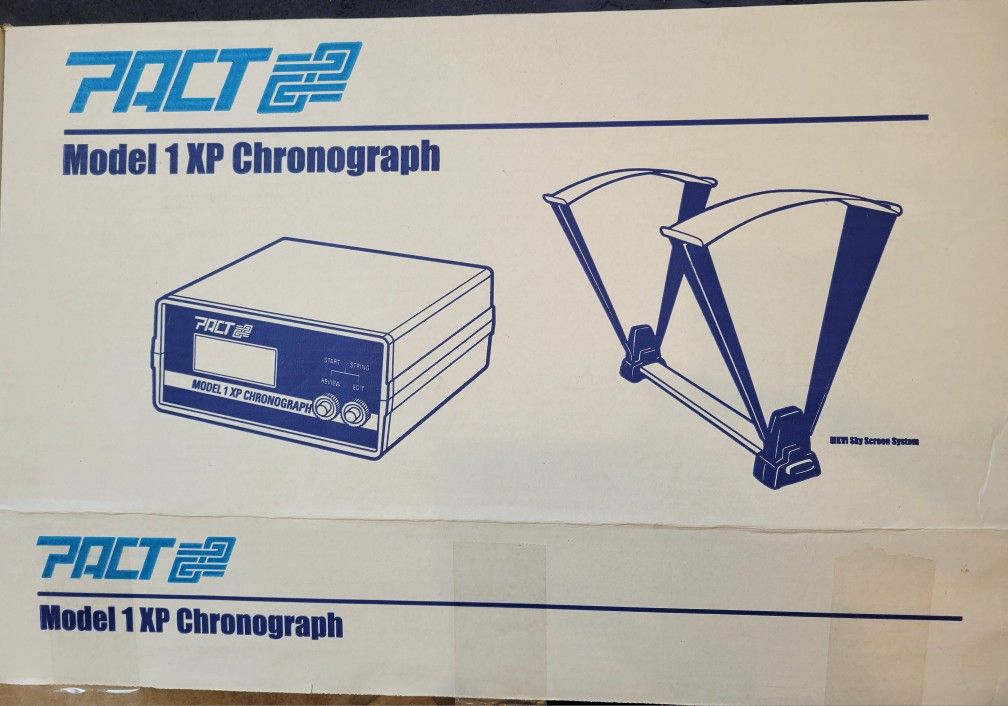 PACT
Model 1 XP Chronograph
PACT
START STRING
REVIEW EDIT
MODEL 1 XP CHRONOGRAPH
MKVI Sky Screen System
PACT
Model 1 XP Chronograph